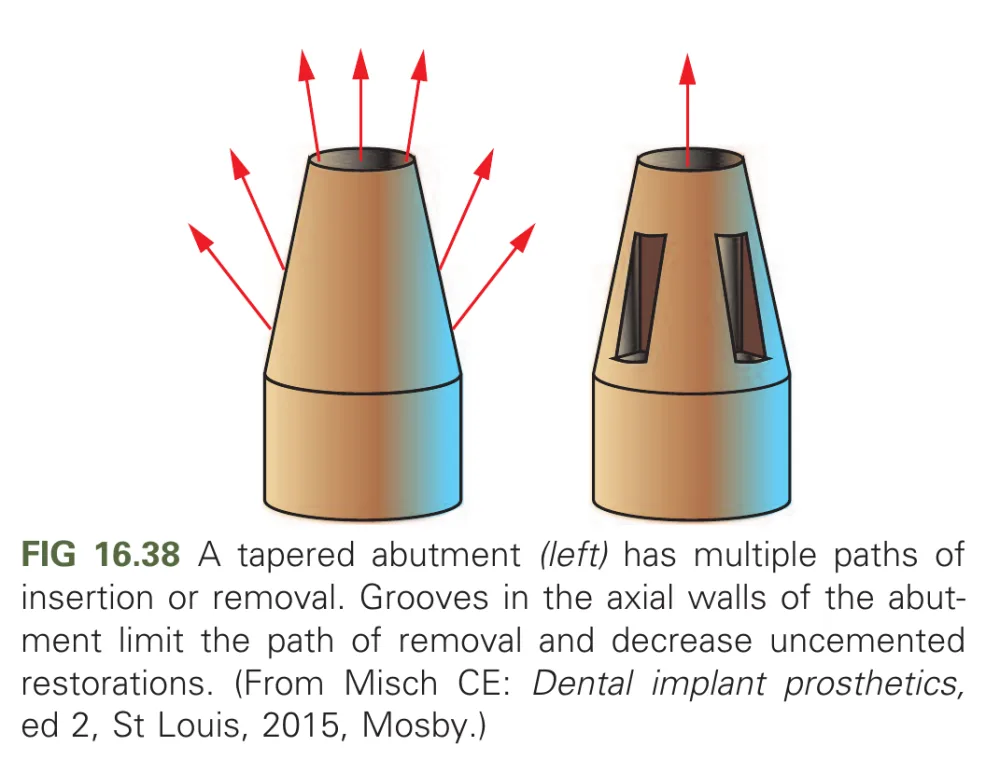 FIG 16.38 A tapered abutment (left) has multiple paths of
insertion or removal. Grooves in the axial walls of the abut-
ment limit the path of removal and decrease uncemented
restorations. (From Misch CE: Dental implant prosthetics,
ed 2, St Louis, 2015, Mosby.)